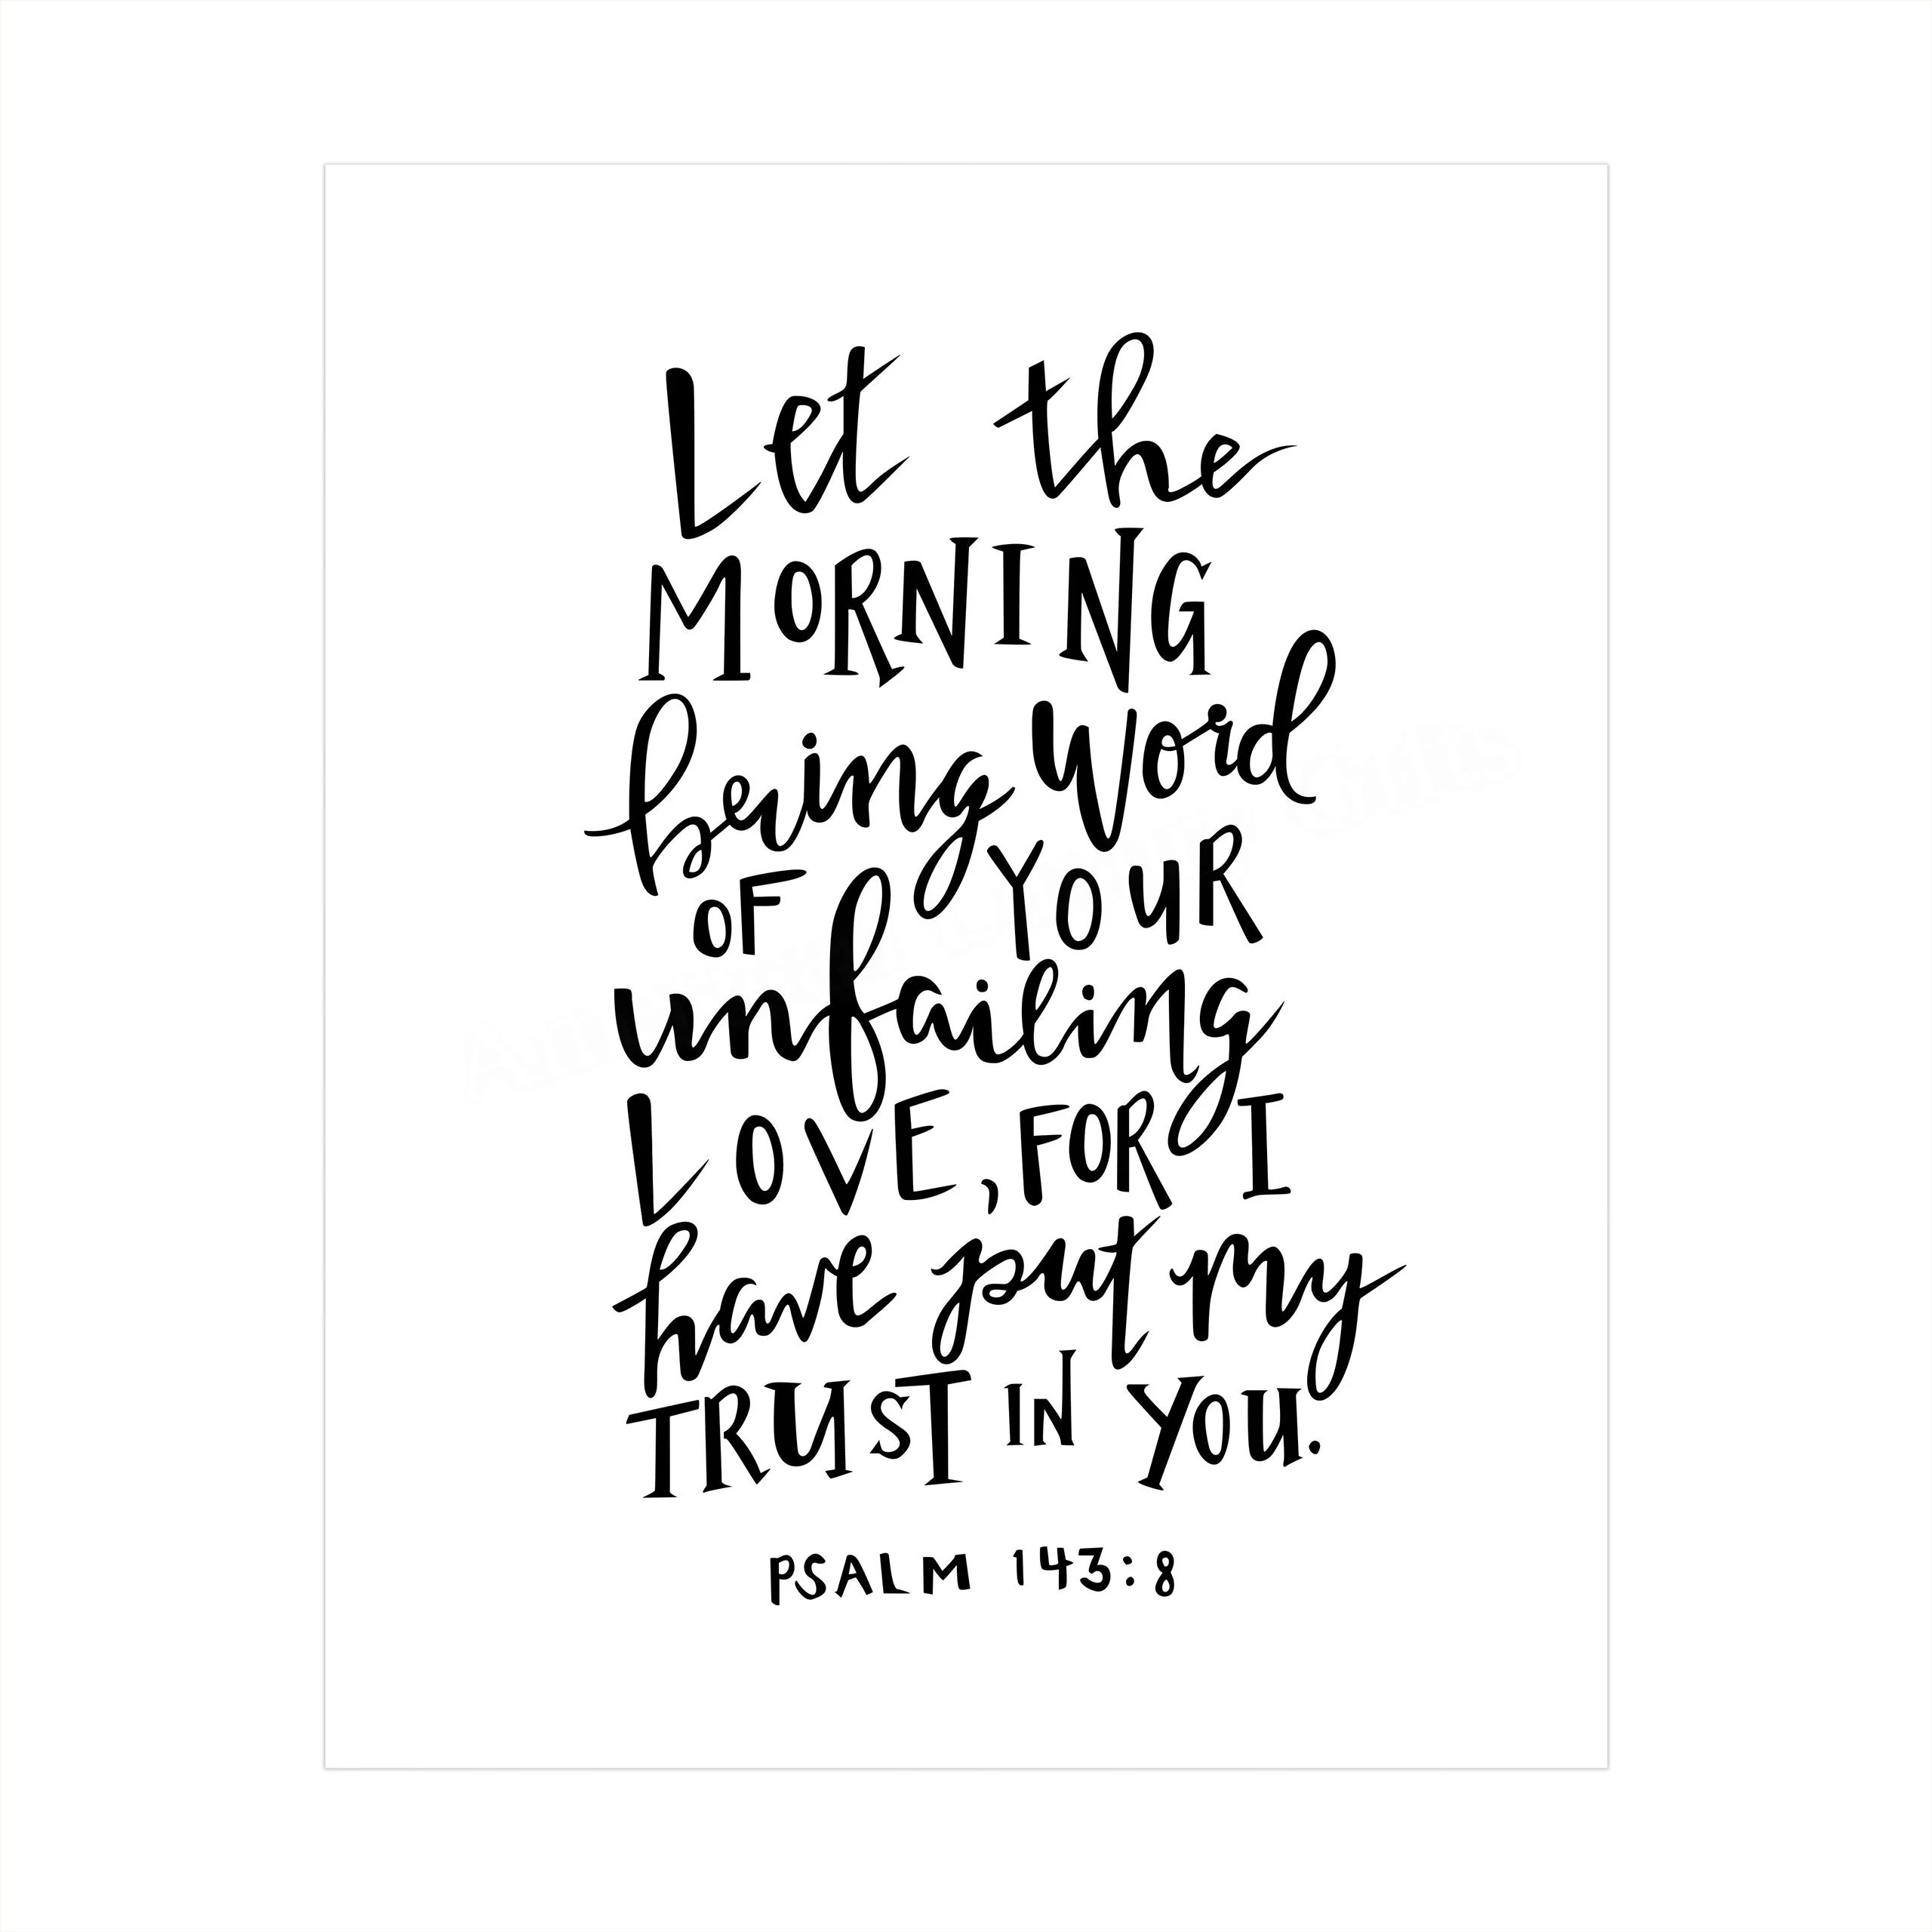 Let the
MORNING
bring Word
OF YOUR
unfailing
LOVE, FOR I
have put my
TRUST IN YOU.
PSALM 143:8